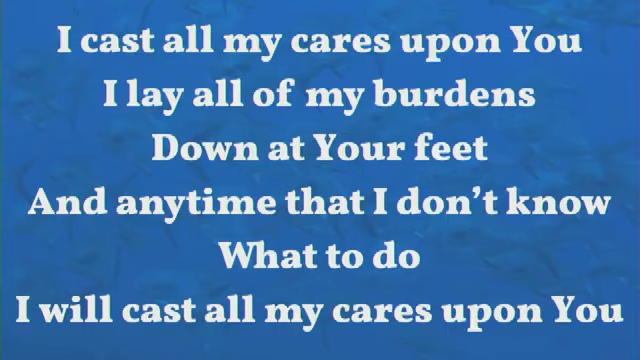 I cast all my cares upon You
I lay all of my burdens
Down at Your feet
And anytime that I don’t know
What to do
I will cast all my cares upon You